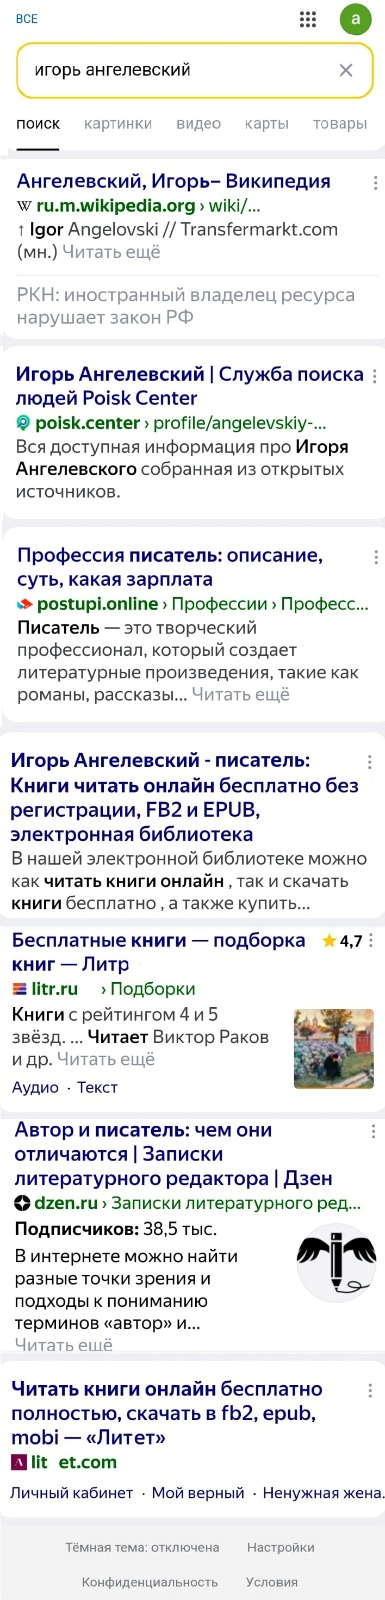 ВСЕ
а
игорь ангелевский
поиск картинки видео карты товары
Ангелевский, Игорь– Википедия
W ru.m.wikipedia.org › wiki/...
↑ Igor Angelovski // Transfermarkt.com
(мн.) Читать ещё
РКН: иностранный владелец ресурса
нарушает закон РФ
Игорь Ангелевский | Служба поиска
людей Poisk Center
poisk.center › profile/angelevskiy-...
Вся доступная информация про Игоря
Ангелевского собранная из открытых
источников.
Профессия писатель: описание,
суть, какая зарплата
postupi.online › Профессии › Професс...
Писатель — это творческий
профессионал, который создает
литературные произведения, такие как
романы, рассказы... Читать ещё
Игорь Ангелевский - писатель:
Книги читать онлайн бесплатно без
регистрации, FB2 и EPUB,
электронная библиотека
В нашей электронной библиотеке можно
как читать книги онлайн , так и скачать
книги бесплатно , а также купить...
Бесплатные книги — подборка 4,7
книг — Литр
litr.ru › Подборки
Книги с рейтингом 4 и 5
звёзд. ... Читает Виктор Раков
и др. Читать ещё
Аудио · Текст
Автор и писатель: чем они
отличаются | Записки
литературного редактора | Дзен
dzen.ru › Записки литературного ред...
Подписчиков: 38,5 тыс.
В интернете можно найти
разные точки зрения и
подходы к пониманию
терминов «автор» и...
Читать ещё
Читать книги онлайн бесплатно
полностью, скачать в fb2, epub,
mobi — «Литет»
lit et.com
Личный кабинет · Мой верный · Ненужная жена.
Тёмная тема: отключена Настройки
Конфиденциальность Условия